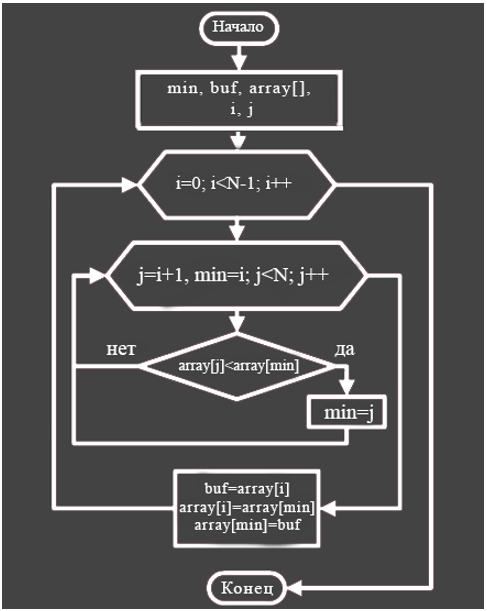 Начало
min, buf, array[],
i, j
i=0; i<N-1; i++
j=i+1, min=i; j<N; j++
нет
да
array[j]<array[min]
min=j
buf=array[i]
array[i]=array[min]
array[min]=buf
Конец